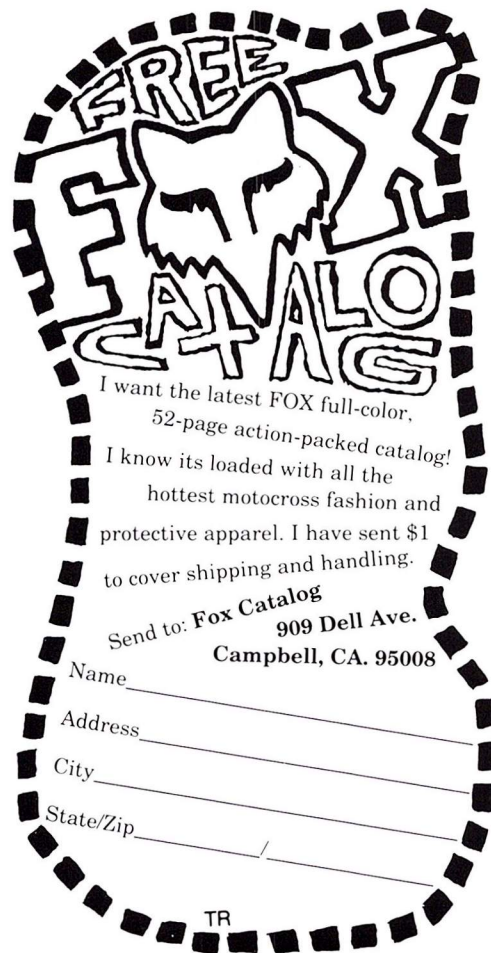 FREE
FOX
CATALOG
I want the latest FOX full-color,
52-page action-packed catalog!
I know its loaded with all the
hottest motocross fashion and
protective apparel. I have sent $1
to cover shipping and handling.
Send to: Fox Catalog
909 Dell Ave.
Campbell, CA. 95008
Name
Address
City
State/Zip /
TR